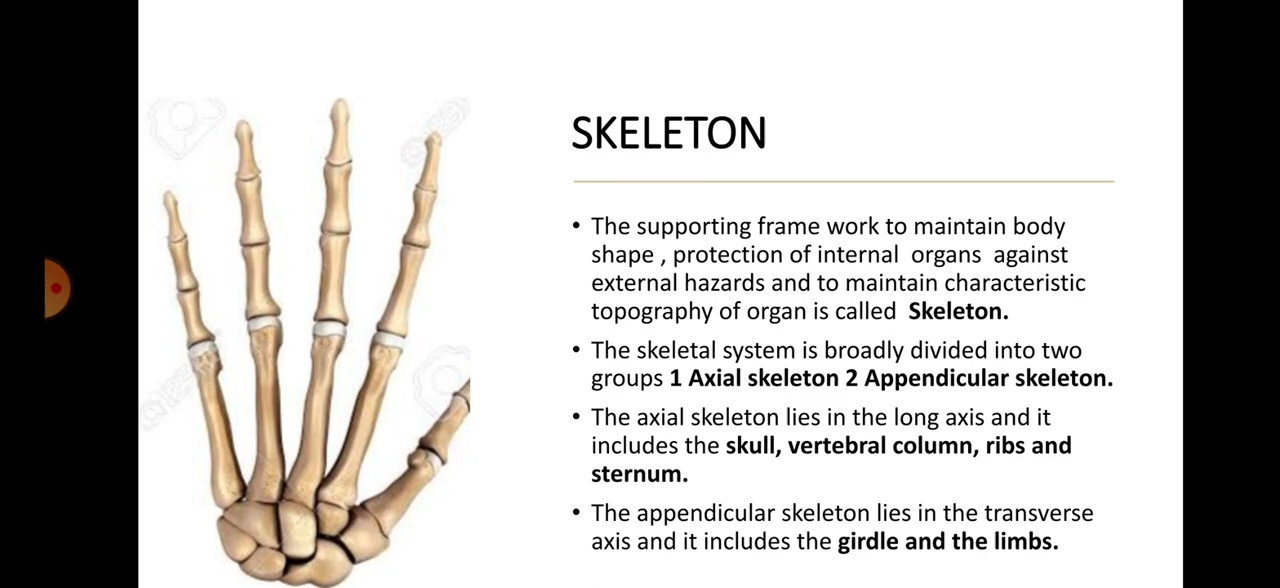 SKELETON
• The supporting frame work to maintain body
shape , protection of internal organs against
external hazards and to maintain characteristic
topography of organ is called Skeleton.
• The skeletal system is broadly divided into two
groups 1 Axial skeleton 2 Appendicular skeleton.
• The axial skeleton lies in the long axis and it
includes the skull, vertebral column, ribs and
sternum.
• The appendicular skeleton lies in the transverse
axis and it includes the girdle and the limbs.